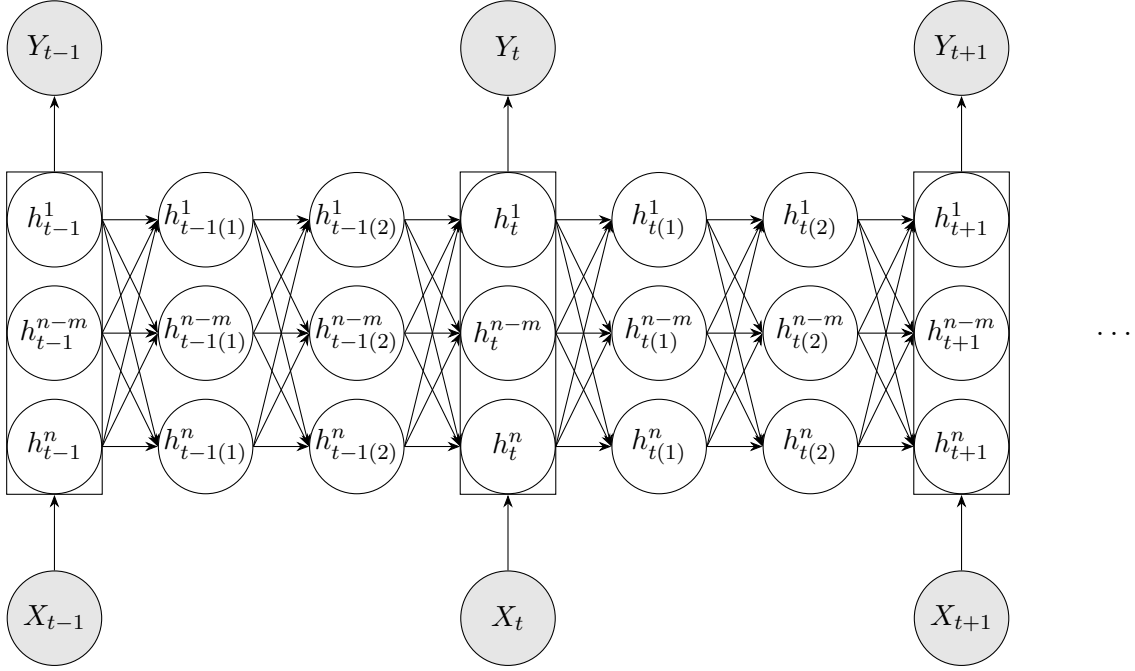 $Y_{t-1}$ $Y_t$ $Y_{t+1}$
$h^1_{t-1}$ $h^1_{t-1(1)}$ $h^1_{t-1(2)}$ $h^1_t$ $h^1_{t(1)}$ $h^1_{t(2)}$ $h^1_{t+1}$
$h^{n-m}_{t-1}$ $h^{n-m}_{t-1(1)}$ $h^{n-m}_{t-1(2)}$ $h^{n-m}_t$ $h^{n-m}_{t(1)}$ $h^{n-m}_{t(2)}$ $h^{n-m}_{t+1}$ ...
$h^n_{t-1}$ $h^n_{t-1(1)}$ $h^n_{t-1(2)}$ $h^n_t$ $h^n_{t(1)}$ $h^n_{t(2)}$ $h^n_{t+1}$
$X_{t-1}$ $X_t$ $X_{t+1}$